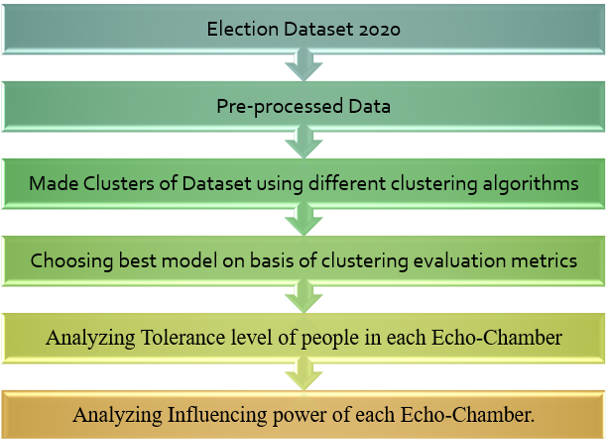 Election Dataset 2020
Pre-processed Data
Made Clusters of Dataset using different clustering algorithms
Choosing best model on basis of clustering evaluation metrics
Analyzing Tolerance level of people in each Echo-Chamber
Analyzing Influencing power of each Echo-Chamber.